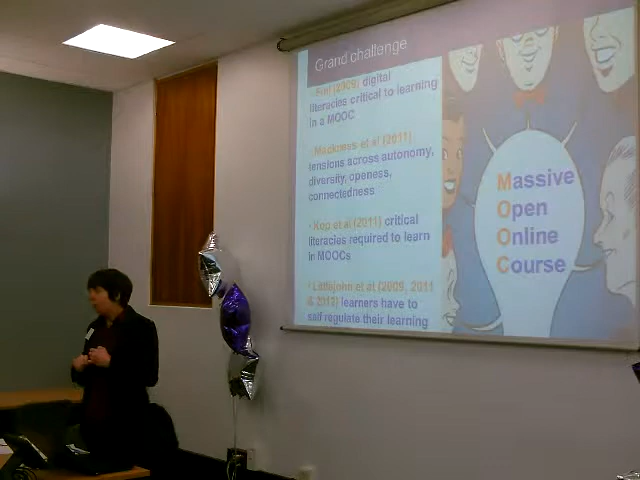 Grand challenge
• Fini (2009) digital
literacies critical to learning
in a MOOC
• Mackness et al (2011)
tensions across autonomy,
diversity, openess,
connectedness
• Kop et al (2011) critical
literacies required to learn
in MOOCs
• Littlejohn et al (2009, 2011
& 2012) learners have to
self regulate their learning
Massive
Open
Online
Course